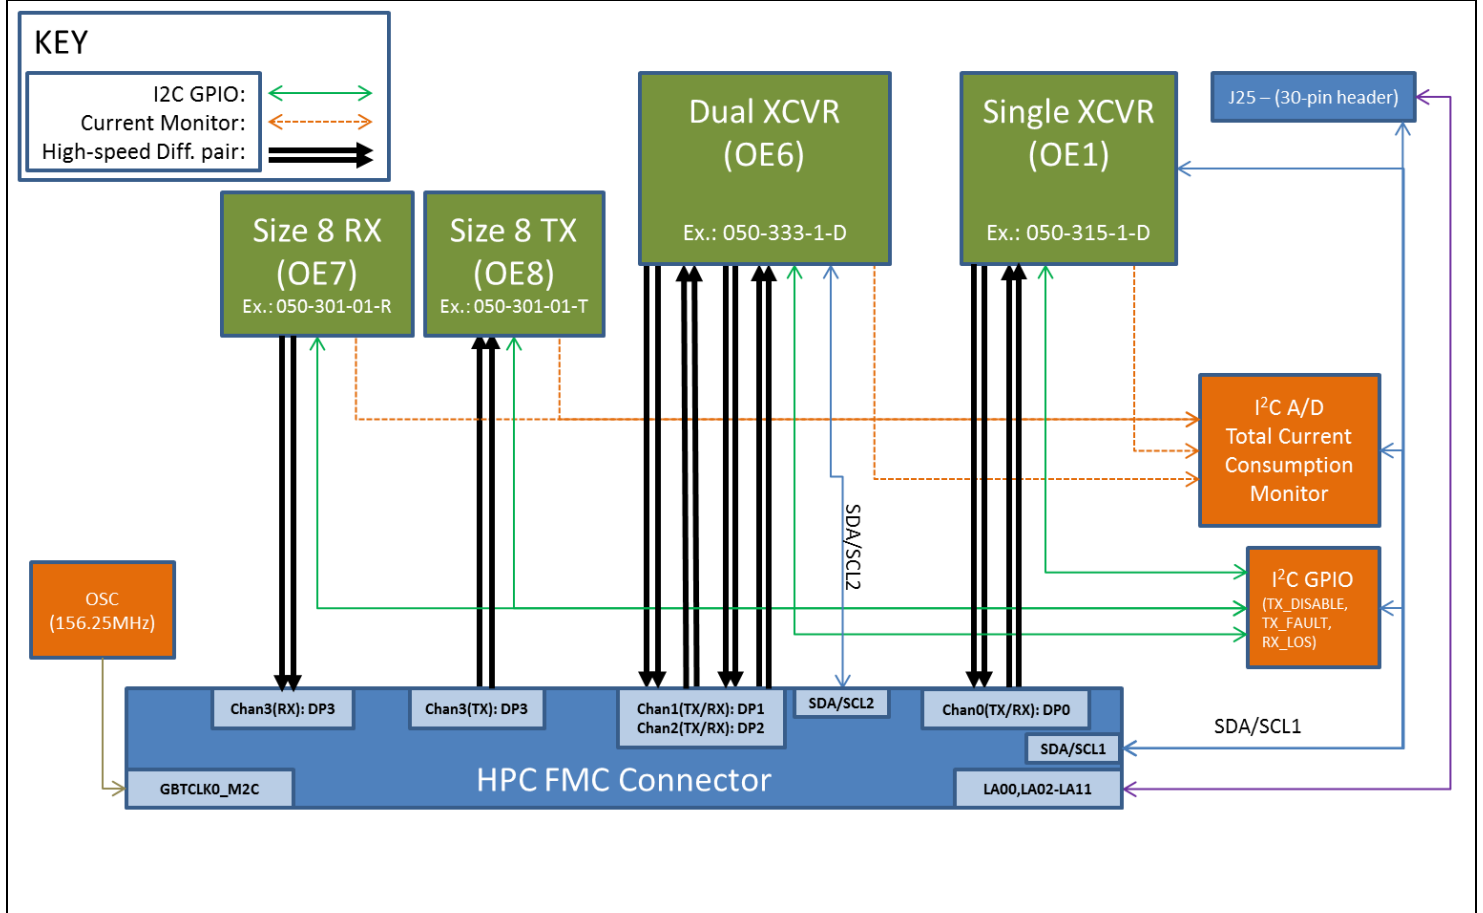 KEY
I2C GPIO:
Current Monitor:
High-speed Diff. pair:
Size 8 RX
(OE7)
Ex.: 050-301-01-R
Size 8 TX
(OE8)
Ex.: 050-301-01-T
Dual XCVR
(OE6)
Ex.: 050-333-1-D
Single XCVR
(OE1)
Ex.: 050-315-1-D
J25 – (30-pin header)
I²C A/D
Total Current
Consumption
Monitor
I²C GPIO
(TX_DISABLE,
TX_FAULT,
RX_LOS)
SDA/SCL2
OSC
(156.25MHz)
Chan3(RX): DP3
Chan3(TX): DP3
Chan1(TX/RX): DP1
Chan2(TX/RX): DP2
SDA/SCL2
Chan0(TX/RX): DP0
SDA/SCL1
SDA/SCL1
HPC FMC Connector
GBTCLK0_M2C
LA00,LA02-LA11